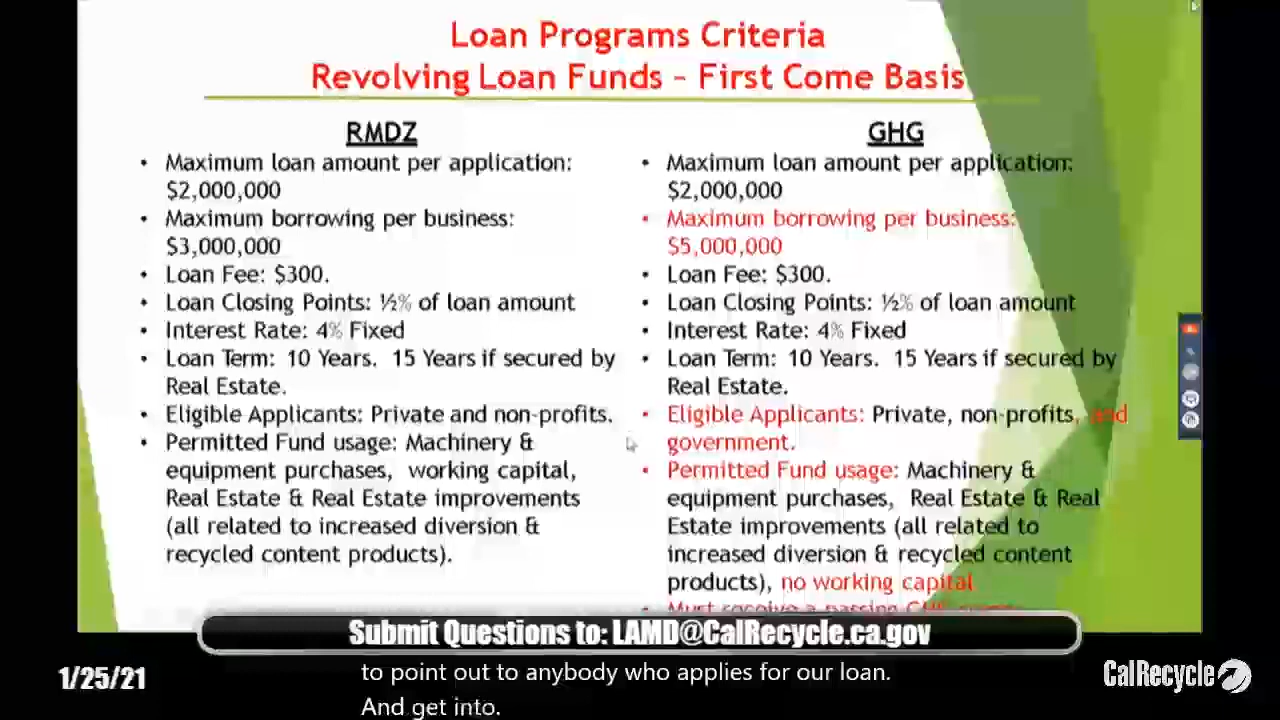 Loan Programs Criteria
Revolving Loan Funds – First Come Basis
RMDZ
• Maximum loan amount per application:
$2,000,000
• Maximum borrowing per business:
$3,000,000
• Loan Fee: $300.
• Loan Closing Points: ½% of loan amount
• Interest Rate: 4% Fixed
• Loan Term: 10 Years. 15 Years if secured by
Real Estate.
• Eligible Applicants: Private and non-profits.
• Permitted Fund usage: Machinery &
equipment purchases, working capital,
Real Estate & Real Estate improvements
(all related to increased diversion &
recycled content products).
GHG
• Maximum loan amount per application:
$2,000,000
• Maximum borrowing per business:
$5,000,000
• Loan Fee: $300.
• Loan Closing Points: ½% of loan amount
• Interest Rate: 4% Fixed
• Loan Term: 10 Years. 15 Years if secured by
Real Estate.
• Eligible Applicants: Private, non-profits, and
government.
• Permitted Fund usage: Machinery &
equipment purchases, Real Estate & Real
Estate improvements (all related to
increased diversion & recycled content
products), no working capital
• Must receive a passing GHG
Submit Questions to: LAMD@CalRecycle.ca.gov
to point out to anybody who applies for our loan.
And get into.
1/25/21
CalRecycle